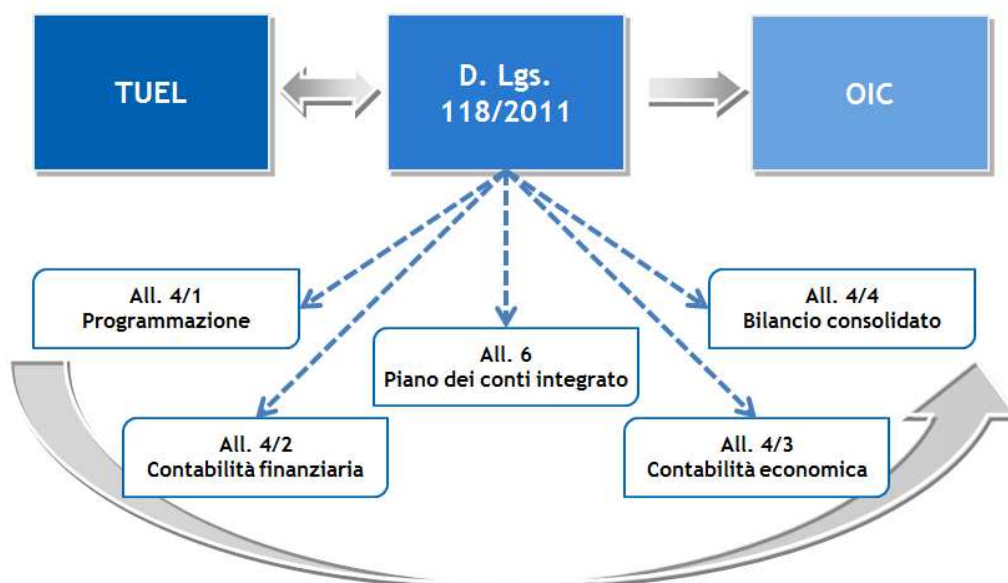 TUEL
D. Lgs.
118/2011
OIC
All. 4/1
Programmazione
All. 4/4
Bilancio consolidato
All. 6
Piano dei conti integrato
All. 4/2
Contabilità finanziaria
All. 4/3
Contabilità economica